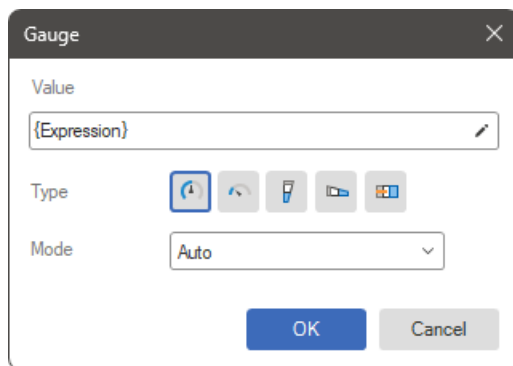 Gauge
Value
{Expression}
Type
Mode
Auto
OK
Cancel